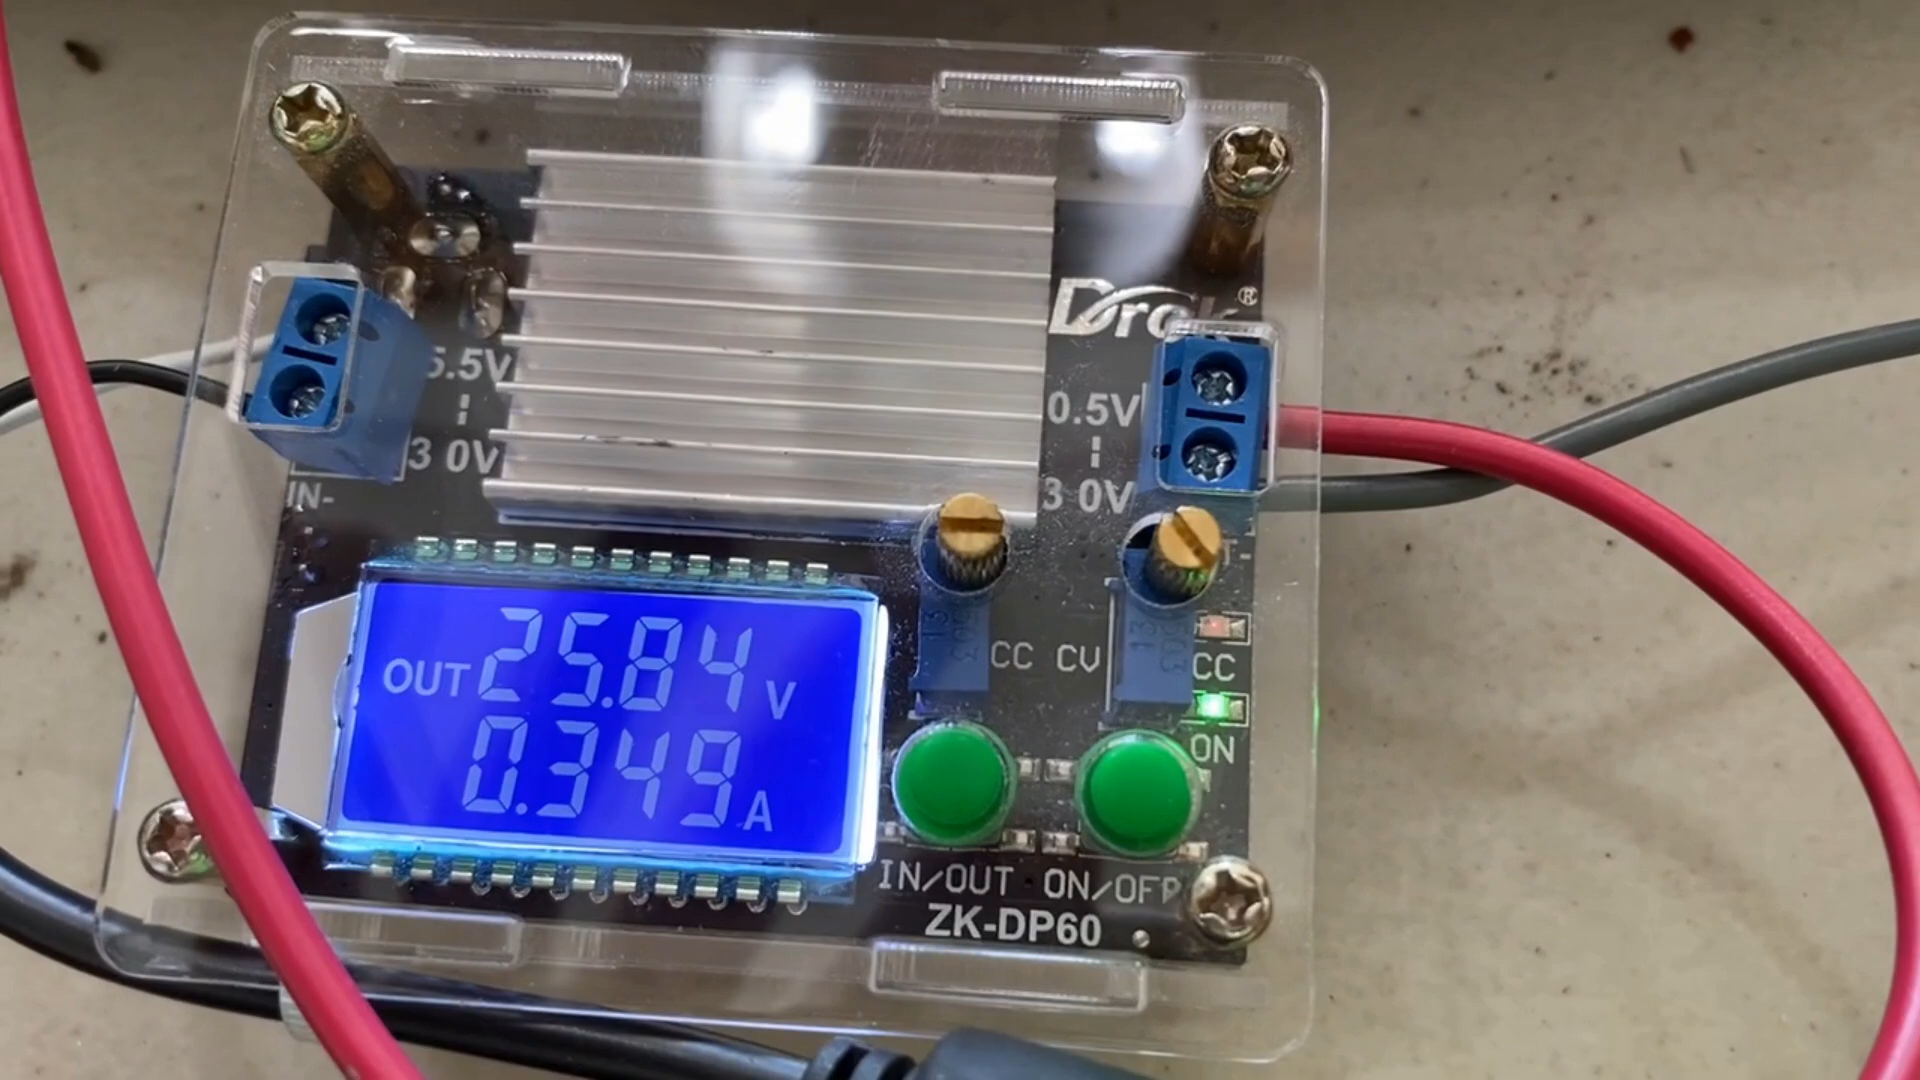 Drok®
5.5V
30V
IN-
0.5V
30V
OUT 25.84 V
0.349 A
CC CV
CC
ON
IN/OUT ON/OFF
ZK-DP60